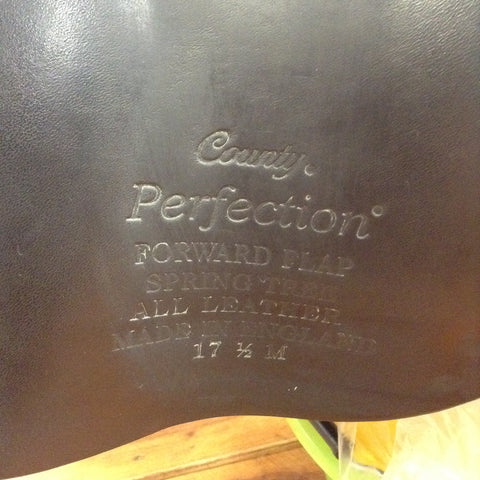 County
Perfection
FORWARD FLAP
SPRING TREE
ALL LEATHER
MADE IN ENGLAND
17 ½ M